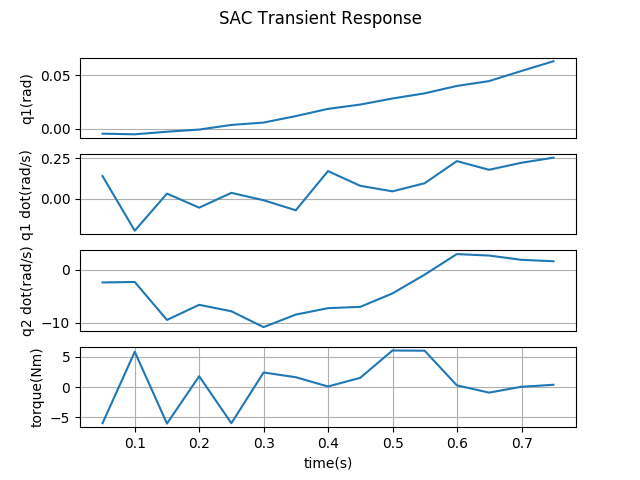 SAC Transient Response
q1(rad)
0.05
0.00
q1 dot(rad/s)
0.25
0.00
q2 dot(rad/s)
0
−10
torque(Nm)
5
0
−5
0.1 0.2 0.3 0.4 0.5 0.6 0.7
time(s)